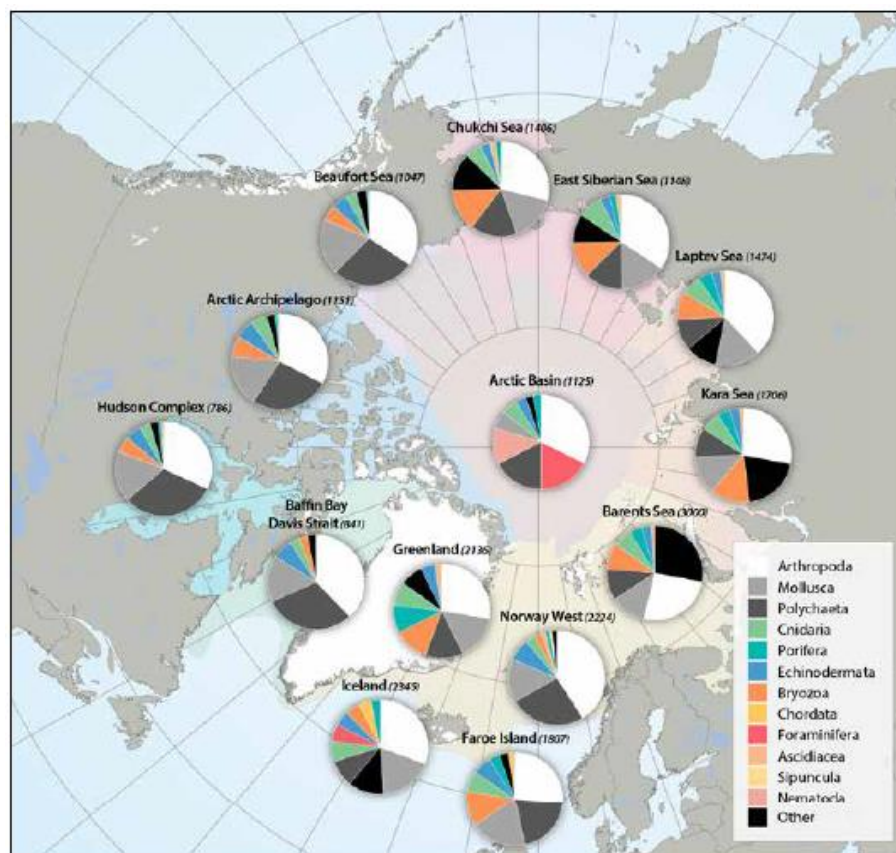 Chukchi Sea (1406)
Beaufort Sea (1047)
East Siberian Sea (1146)
Laptev Sea (1474)
Arctic Archipelago (1151)
Arctic Basin (1125)
Kara Sea (1706)
Hudson Complex (786)
Baffin Bay
Davis Strait (841)
Barents Sea (3000)
Greenland (2136)
Norway West (2224)
Iceland (2345)
Faroe Island (1807)
Arthropoda
Mollusca
Polychaeta
Cnidaria
Porifera
Echinodermata
Bryozoa
Chordata
Foraminifera
Ascidiacea
Sipuncula
Nematoda
Other